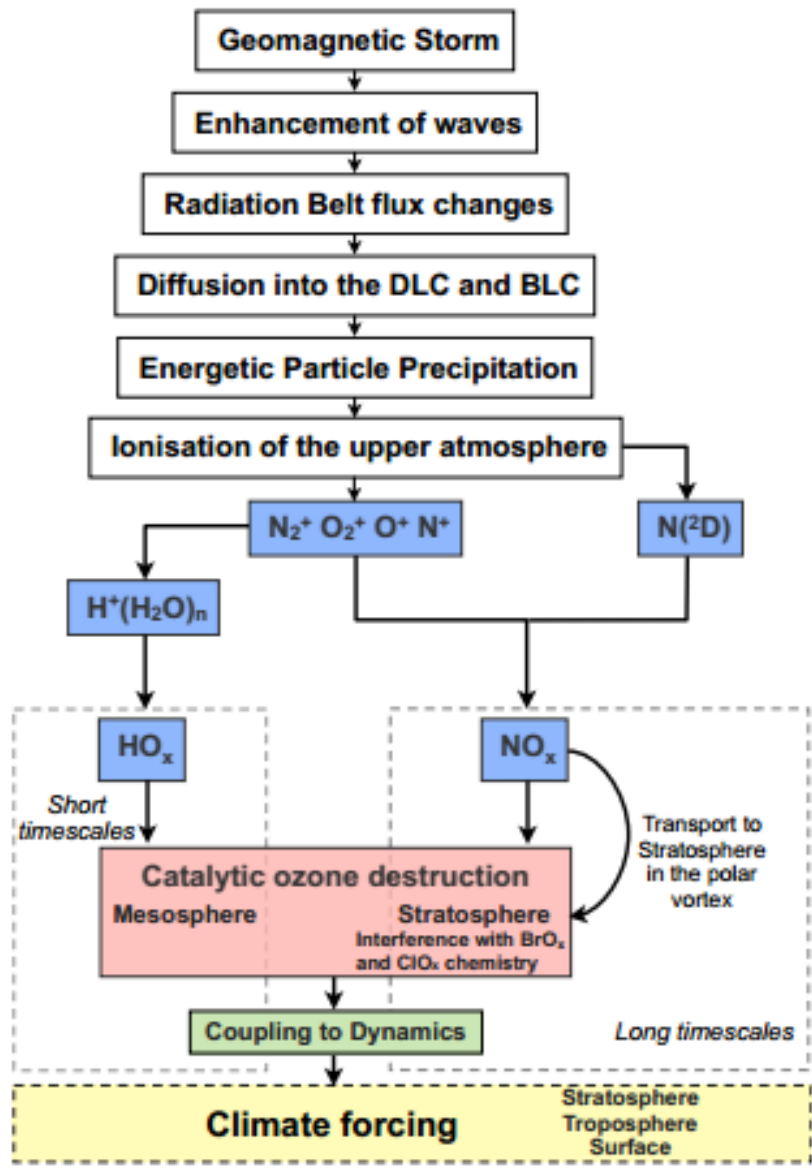 Geomagnetic Storm
Enhancement of waves
Radiation Belt flux changes
Diffusion into the DLC and BLC
Energetic Particle Precipitation
Ionisation of the upper atmosphere
N₂⁺ O₂⁺ O⁺ N⁺
N(²D)
H⁺(H₂O)ₙ
HOₓ
NOₓ
Short
timescales
Transport to
Stratosphere
in the polar
vortex
Catalytic ozone destruction
Mesosphere
Stratosphere
Interference with BrOₓ
and ClOₓ chemistry
Coupling to Dynamics
Long timescales
Climate forcing
Stratosphere
Troposphere
Surface